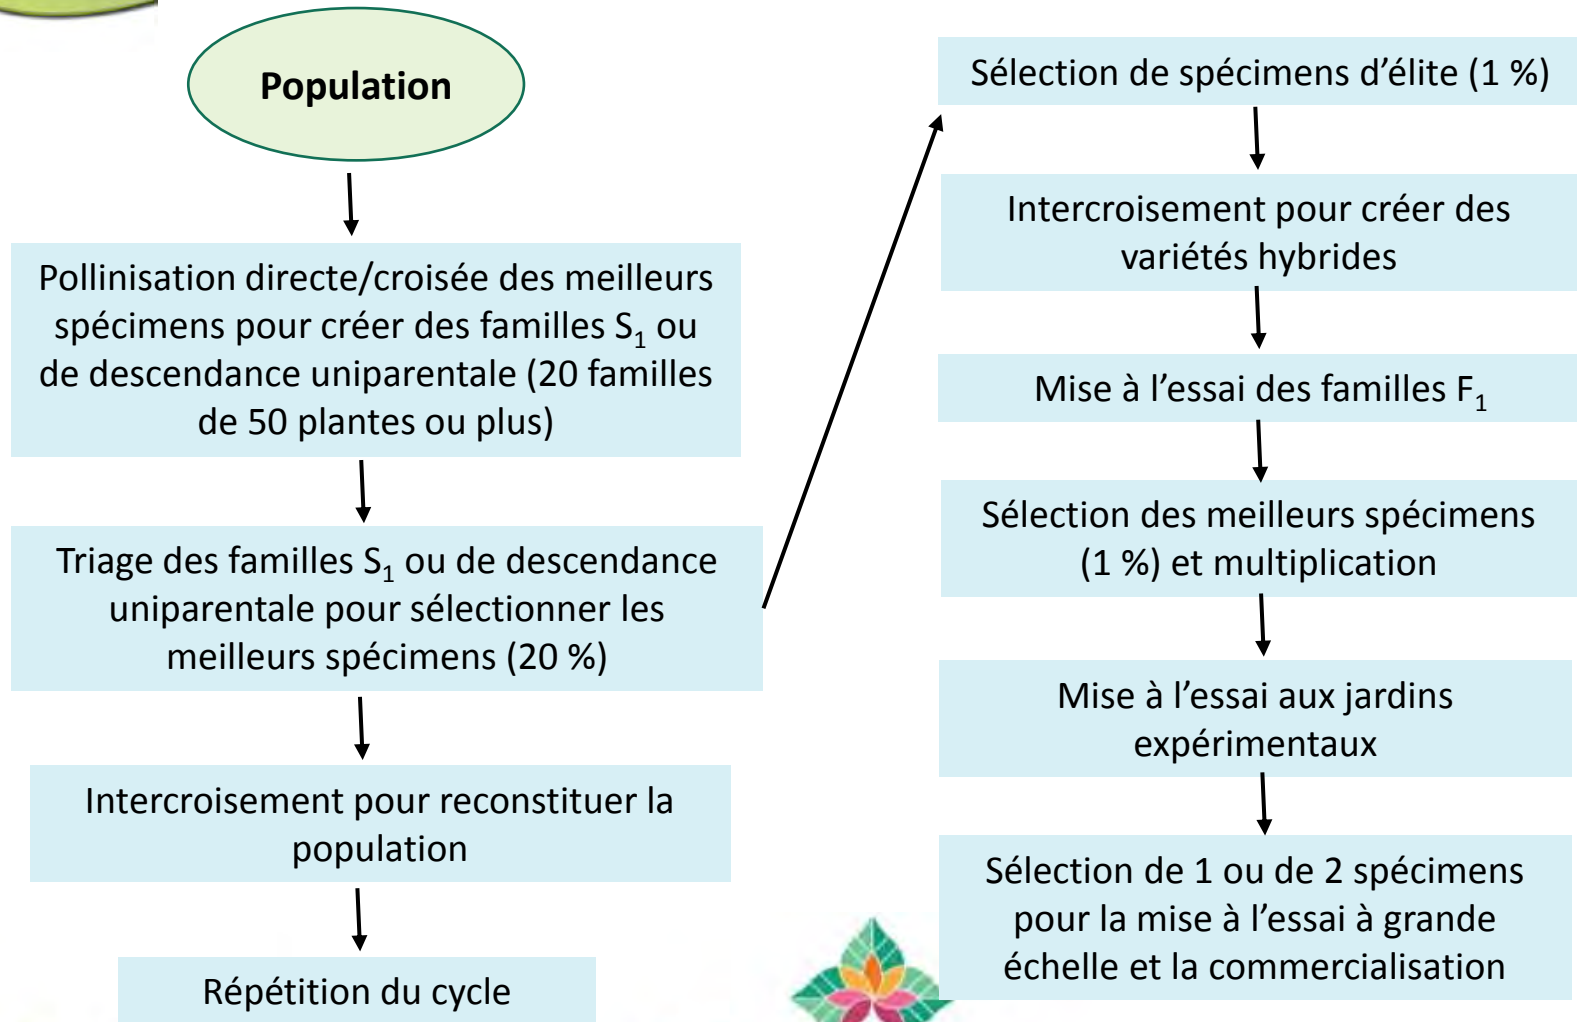 Population
Pollinisation directe/croisée des meilleurs
spécimens pour créer des familles S₁ ou
de descendance uniparentale (20 familles
de 50 plantes ou plus)
Triage des familles S₁ ou de descendance
uniparentale pour sélectionner les
meilleurs spécimens (20 %)
Intercroisement pour reconstituer la
population
Répétition du cycle
Sélection de spécimens d’élite (1 %)
Intercroisement pour créer des
variétés hybrides
Mise à l’essai des familles F₁
Sélection des meilleurs spécimens
(1 %) et multiplication
Mise à l’essai aux jardins
expérimentaux
Sélection de 1 ou de 2 spécimens
pour la mise à l’essai à grande
échelle et la commercialisation